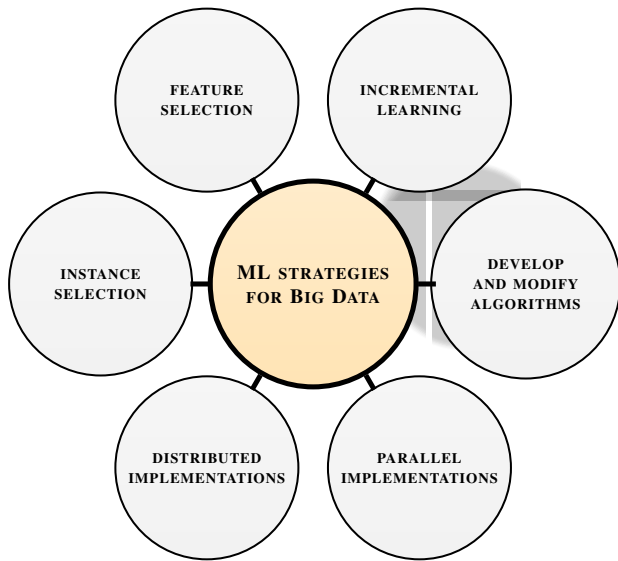 FEATURE
SELECTION
INCREMENTAL
LEARNING
INSTANCE
SELECTION
ML STRATEGIES
FOR BIG DATA
DEVELOP
AND MODIFY
ALGORITHMS
DISTRIBUTED
IMPLEMENTATIONS
PARALLEL
IMPLEMENTATIONS